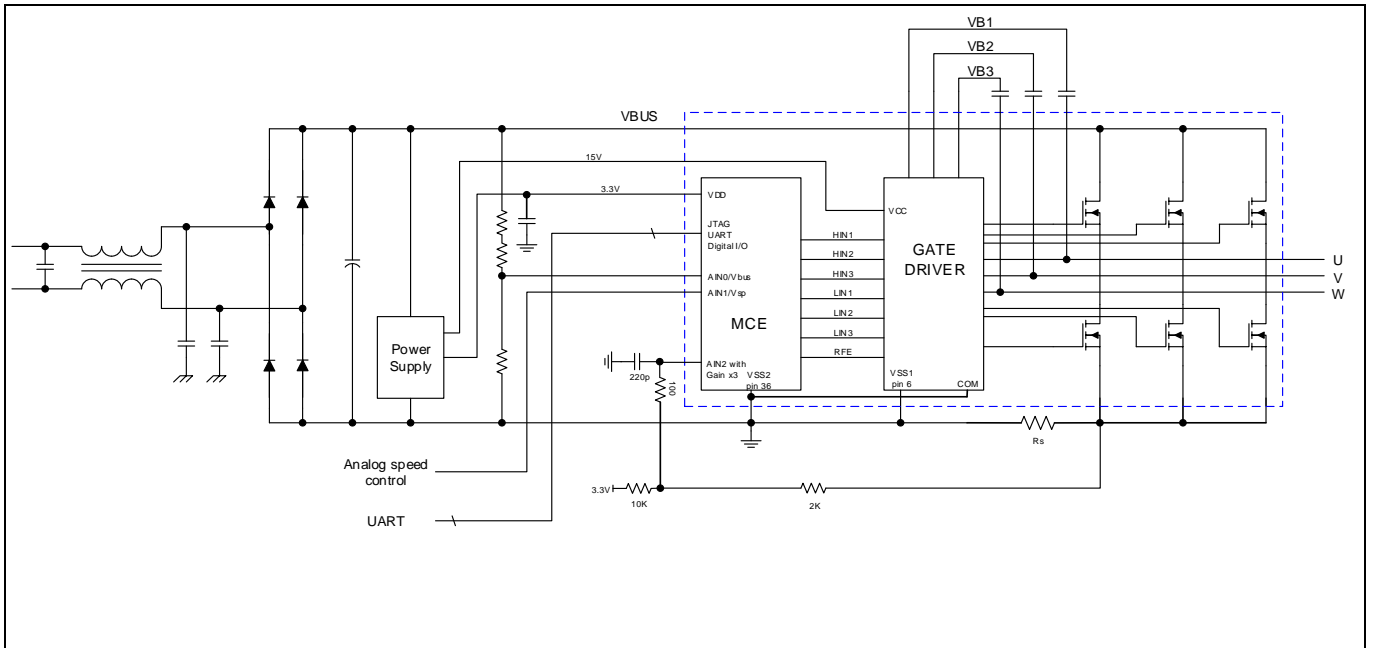 VB1
VB2
VB3
VBUS
15V
3.3V
VDD
JTAG
UART
Digital I/O
AIN0/Vbus
AIN1/Vsp
MCE
AIN2 with
Gain x3
VSS2
pin 36
HIN1
HIN2
HIN3
LIN1
LIN2
LIN3
RFE
VCC
GATE
DRIVER
VSS1
pin 6
COM
U
V
W
Power
Supply
220p
100
Rs
Analog speed
control
3.3V
10K
2K
UART